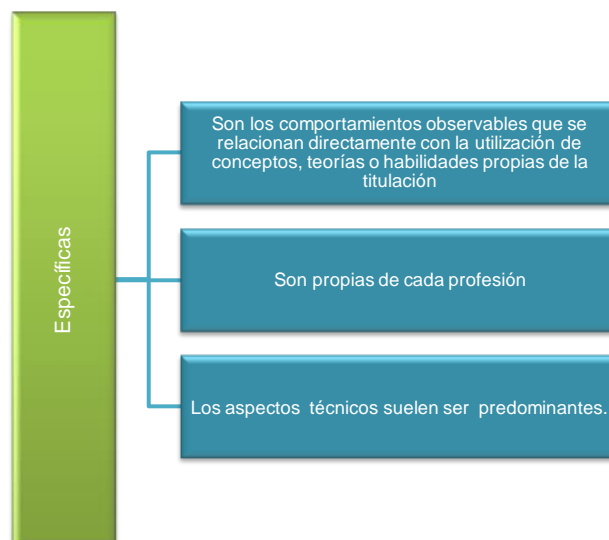 Específicas
Son los comportamientos observables que se
relacionan directamente con la utilización de
conceptos, teorías o habilidades propias de la
titulación
Son propias de cada profesión
Los aspectos técnicos suelen ser predominantes.